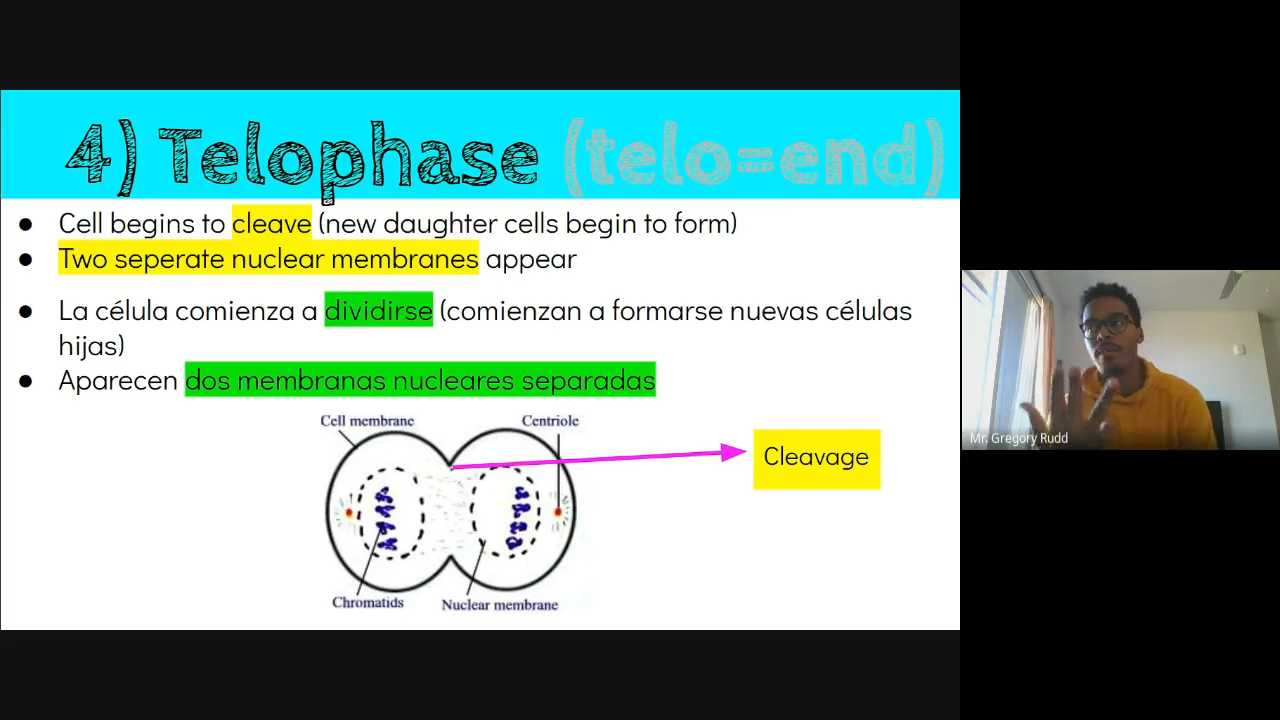 4) Telophase (telo=end)
● Cell begins to cleave (new daughter cells begin to form)
● Two seperate nuclear membranes appear
● La célula comienza a dividirse (comienzan a formarse nuevas células
hijas)
● Aparecen dos membranas nucleares separadas
Cell membrane
Centriole
Cleavage
Chromatids
Nuclear membrane
Mr. Gregory Rudd